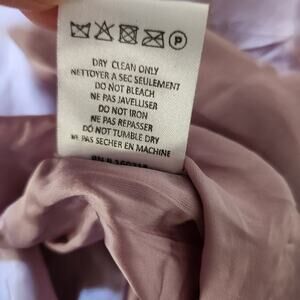 P
DRY CLEAN ONLY
NETTOYER A SEC SEULEMENT
DO NOT BLEACH
NE PAS JAVELLISER
DO NOT IRON
NE PAS REPASSER
DO NOT TUMBLE DRY
NE PAS SECHER EN MACHINE